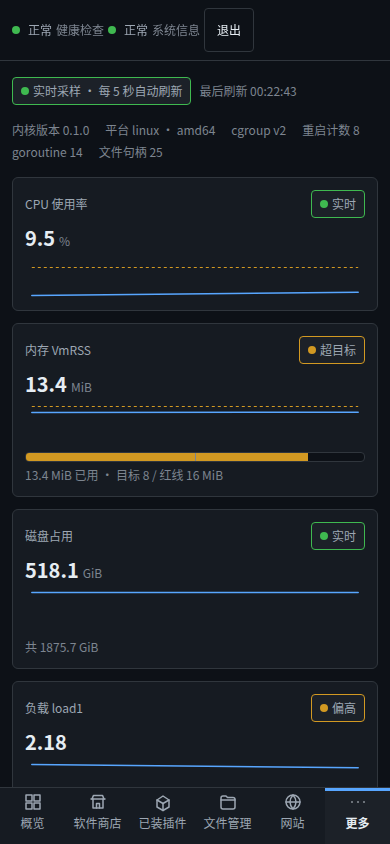 正常 健康检查 正常 系统信息 退出
实时采样 · 每 5 秒自动刷新 最后刷新 00:22:43
内核版本 0.1.0 平台 linux · amd64 cgroup v2 重启计数 8
goroutine 14 文件句柄 25
CPU 使用率 实时
9.5 %
内存 VmRSS 超目标
13.4 MiB
13.4 MiB 已用 · 目标 8 / 红线 16 MiB
磁盘占用 实时
518.1 GiB
共 1875.7 GiB
负载 load1 偏高
2.18
概览 软件商店 已装插件 文件管理 网站 更多